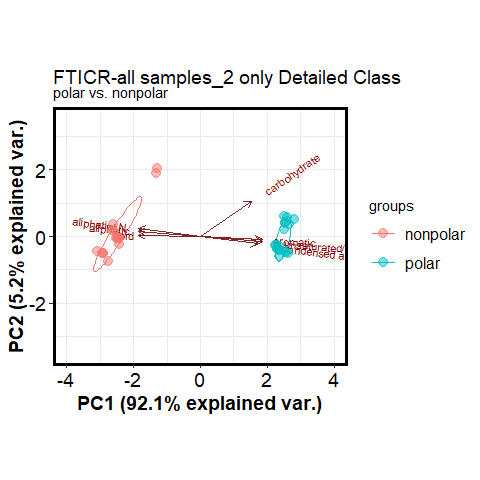 FTICR-all samples_2 only Detailed Class
polar vs. nonpolar
PC2 (5.2% explained var.)
2
0
-2
carbohydrate
groups
nonpolar
polar
-4 -2 0 2 4
PC1 (92.1% explained var.)